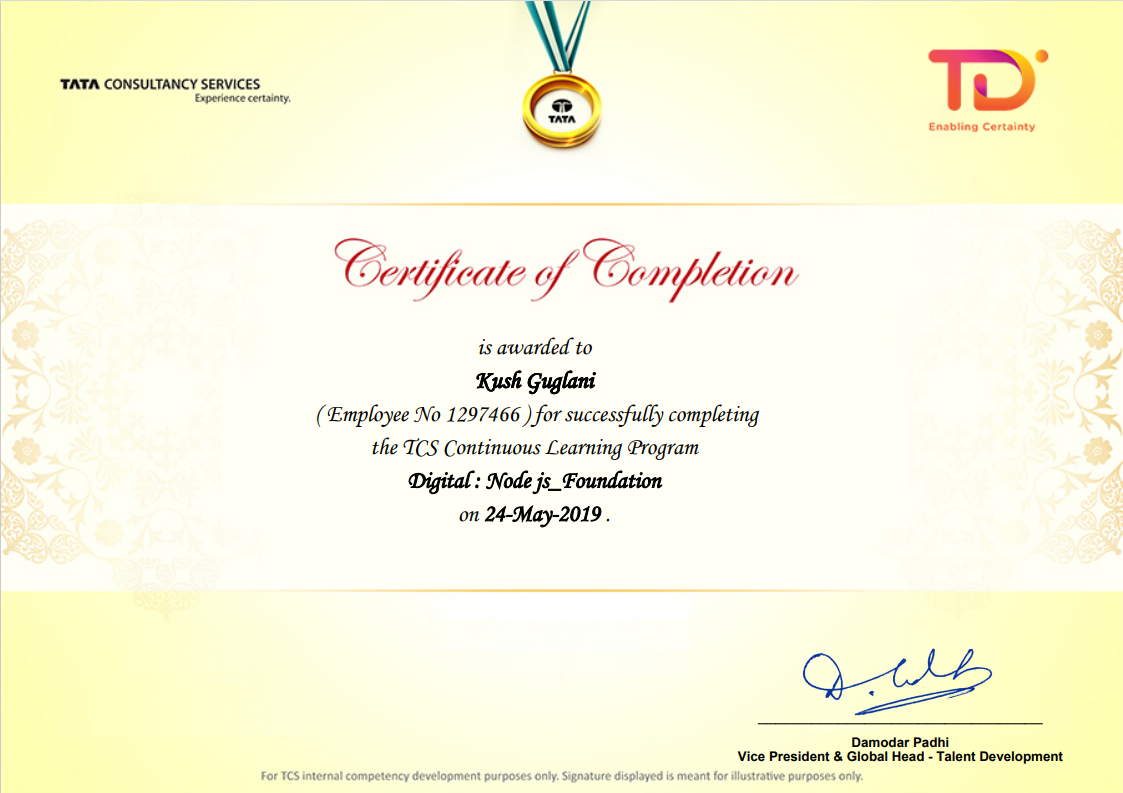 TATA CONSULTANCY SERVICES
Experience certainty.
TATA
TD
Enabling Certainty
Certificate of Completion
is awarded to
Kush Guglani
( Employee No 1297466 ) for successfully completing
the TCS Continuous Learning Program
Digital : Node js_Foundation
on 24-May-2019 .
Damodar Padhi
Vice President & Global Head - Talent Development
For TCS internal competency development purposes only. Signature displayed is meant for illustrative purposes only.